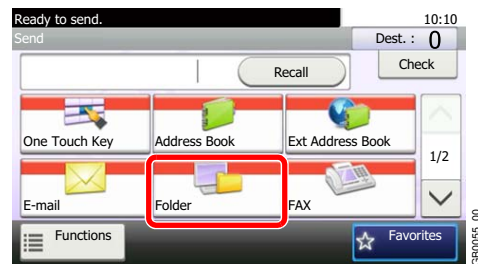 Ready to send. 10:10
Send Dest. : 0
Recall Check
One Touch Key Address Book Ext Address Book
1/2
E-mail Folder FAX
Functions Favorites
GB0055_00